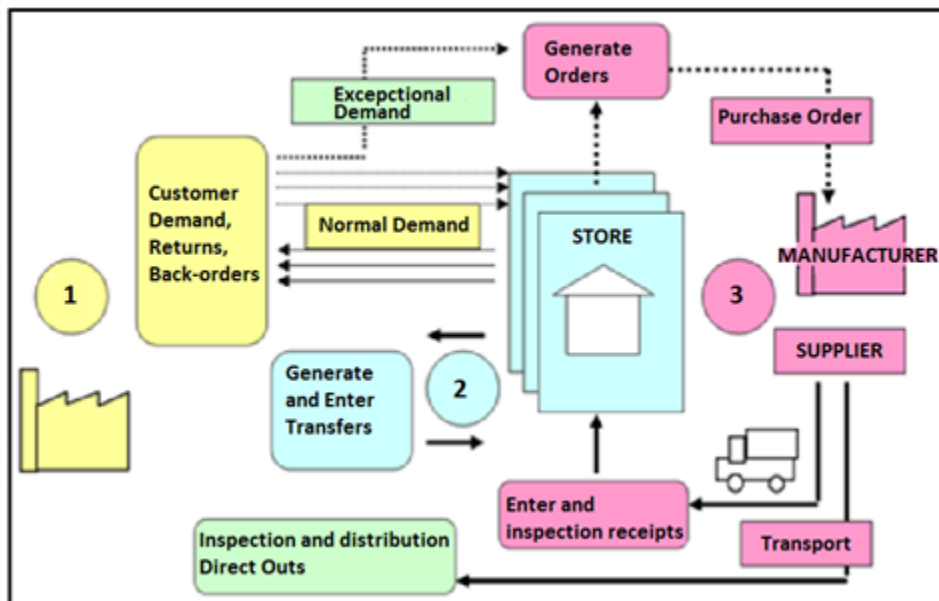 Generate
Orders
Excepctional
Demand
Purchase Order
Customer
Demand,
Returns,
Back-orders
Normal Demand
STORE
MANUFACTURER
1
3
SUPPLIER
Generate
and Enter
Transfers
2
Enter and
inspection receipts
Inspection and distribution
Direct Outs
Transport